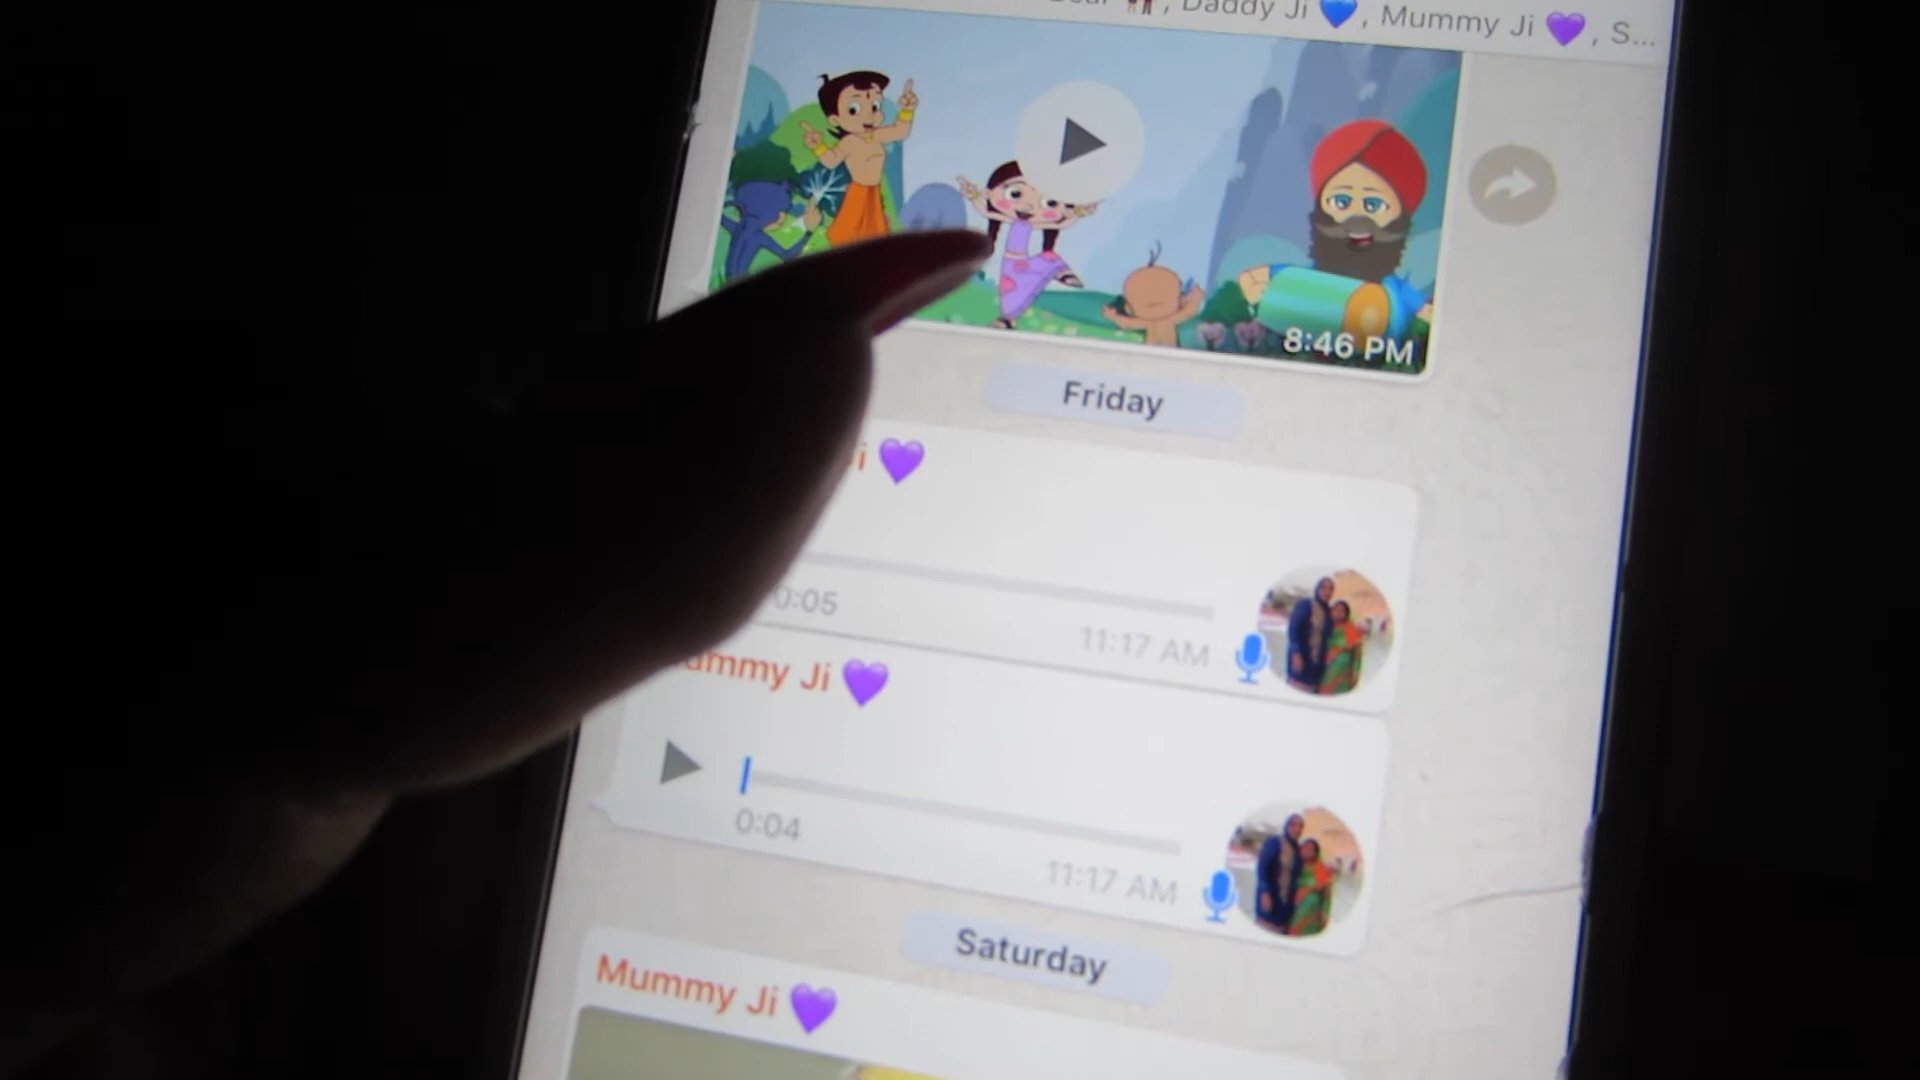 , Daddy Ji 💙, Mummy Ji 💜, S...
8:46 PM
Friday
Ji 💜
0:05
11:17 AM
Mummy Ji 💜
0:04
11:17 AM
Saturday
Mummy Ji 💜